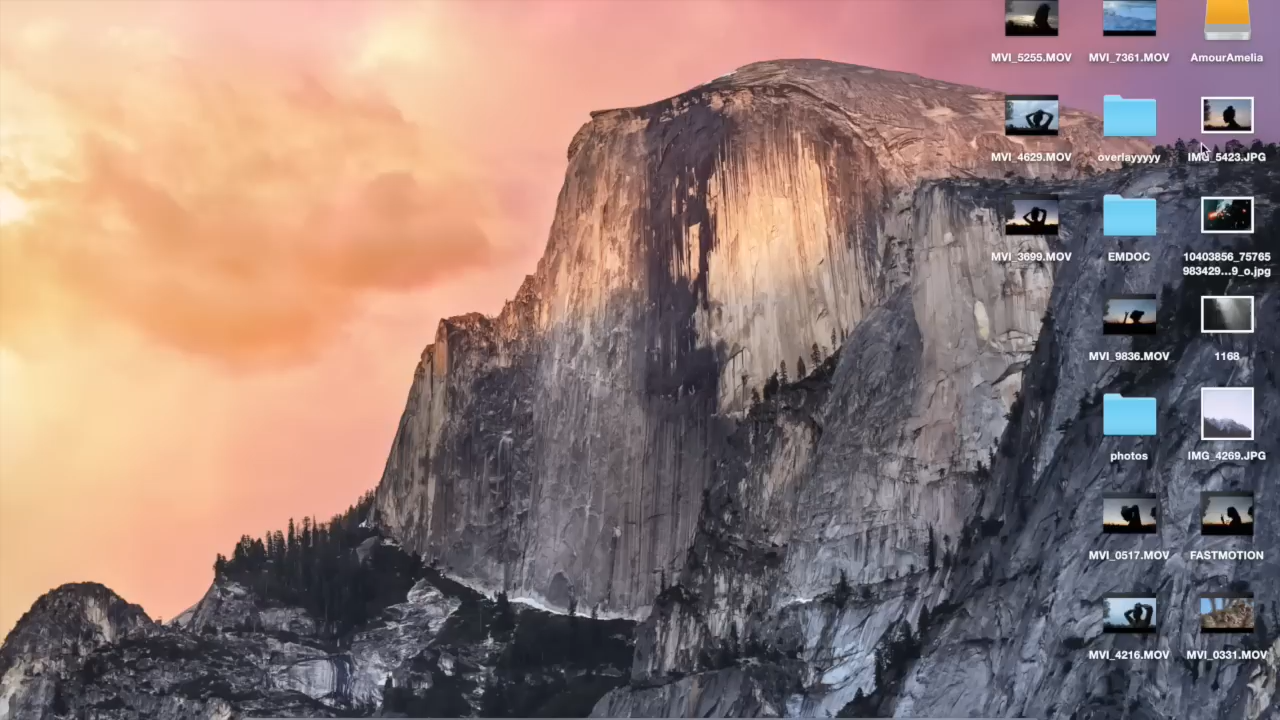 MVI_5255.MOV
MVI_7361.MOV
AmourAmelia
MVI_4629.MOV
overlayyyyy
IMG_5423.JPG
MVI_3699.MOV
EMDOC
10403856_75765
983429...9_o.jpg
MVI_9836.MOV
1168
photos
IMG_4269.JPG
MVI_0517.MOV
FASTMOTION
MVI_4216.MOV
MVI_0331.MOV